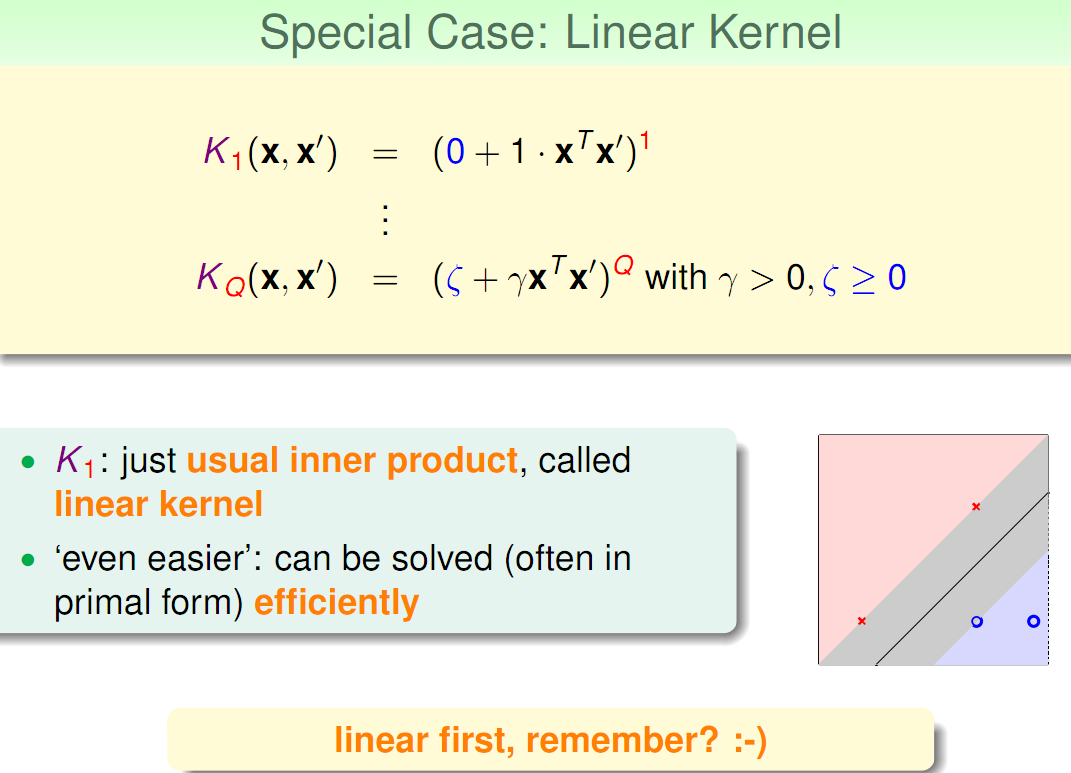 Special Case: Linear Kernel
K₁(x, x′) = (0 + 1 · xᵀx′)¹
⋮
K_Q(x, x′) = (ζ + γxᵀx′)^Q with γ > 0, ζ ≥ 0
• K₁: just usual inner product, called
linear kernel
• ‘even easier’: can be solved (often in
primal form) efficiently
linear first, remember? :-)